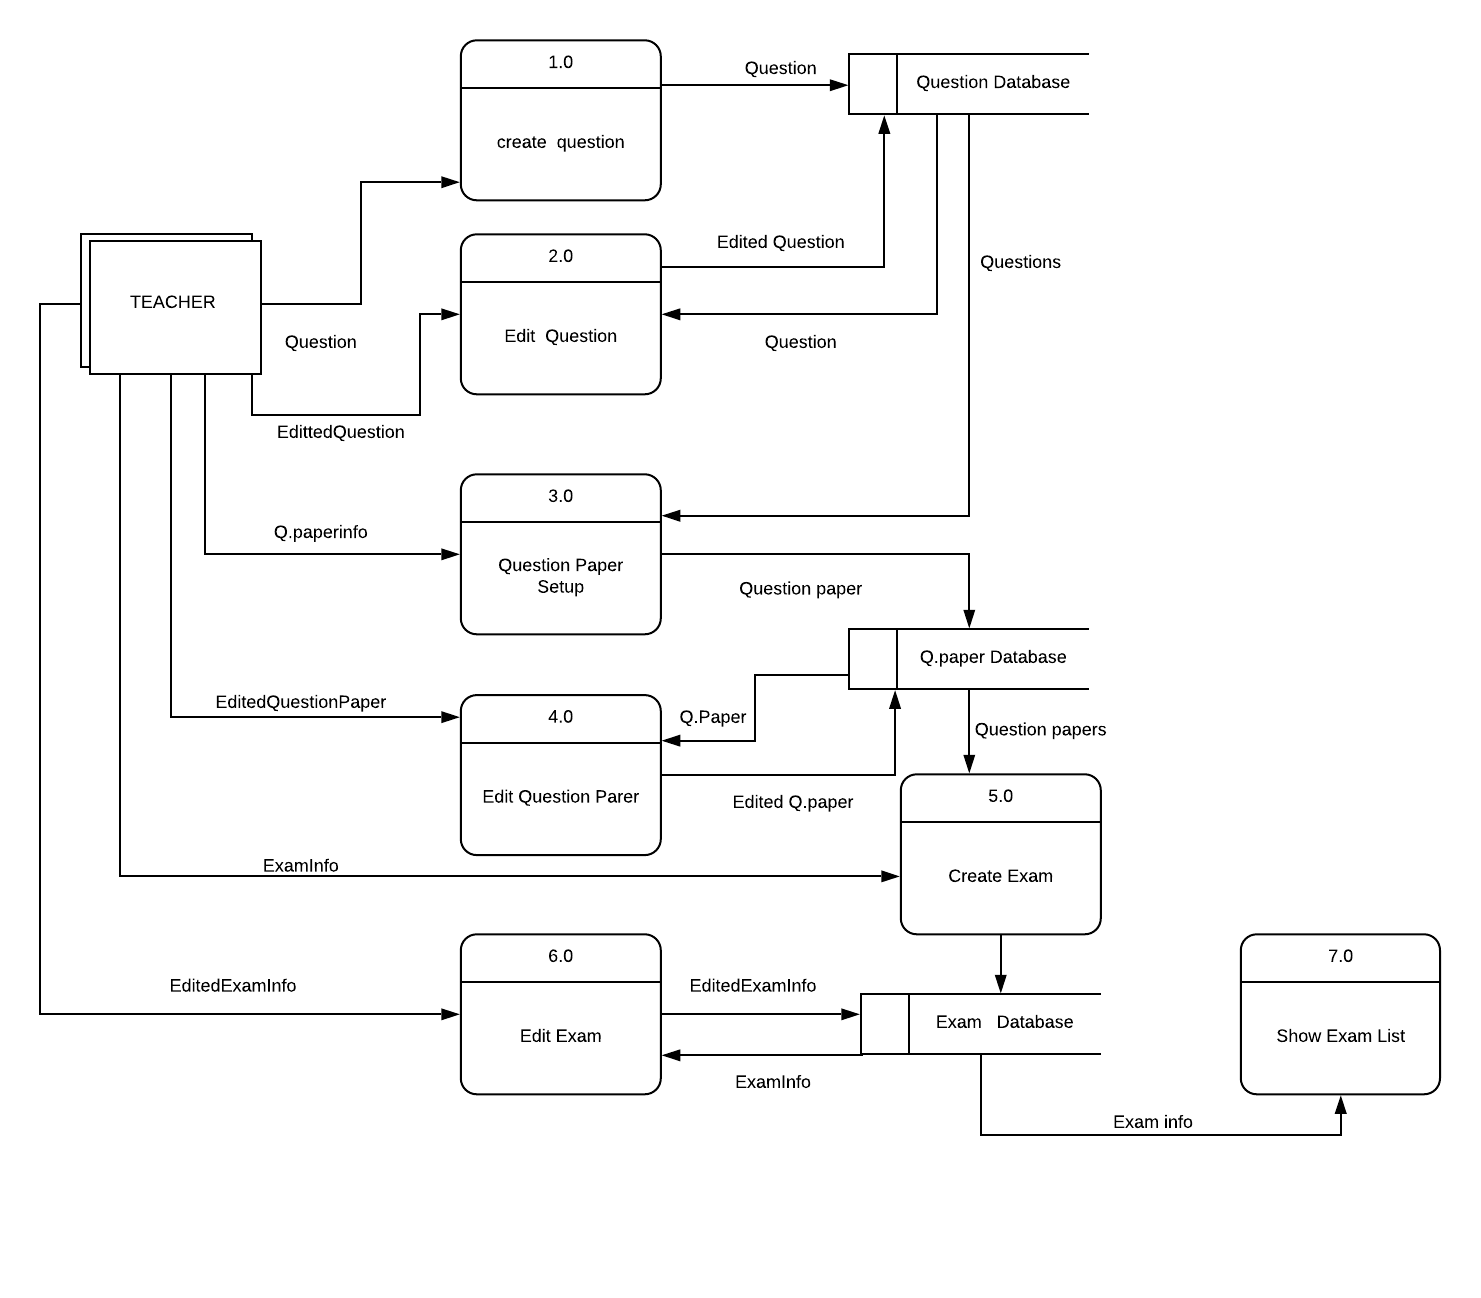 1.0
Question
Question Database
create  question
2.0
Edited Question
Questions
TEACHER
Question
Edit  Question
Question
EdittedQuestion
3.0
Q.paperinfo
Question Paper
Setup
Question paper
Q.paper Database
EditedQuestionPaper
4.0
Q.Paper
Question papers
Edit Question Parer
Edited Q.paper
5.0
ExamInfo
Create Exam
6.0
7.0
EditedExamInfo
EditedExamInfo
Exam   Database
Edit Exam
Show Exam List
ExamInfo
Exam info